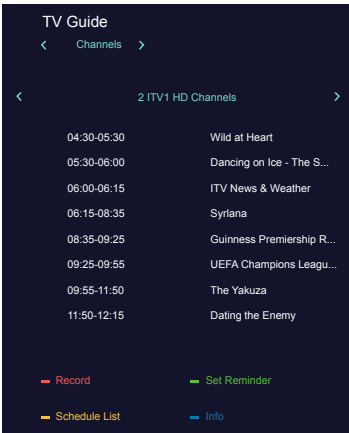 TV Guide
Channels
2 ITV1 HD Channels
04:30-05:30 Wild at Heart
05:30-06:00 Dancing on Ice - The S...
06:00-06:15 ITV News & Weather
06:15-08:35 Syrlana
08:35-09:25 Guinness Premiership R...
09:25-09:55 UEFA Champions Leagu...
09:55-11:50 The Yakuza
11:50-12:15 Dating the Enemy
Record Set Reminder
Schedule List Info